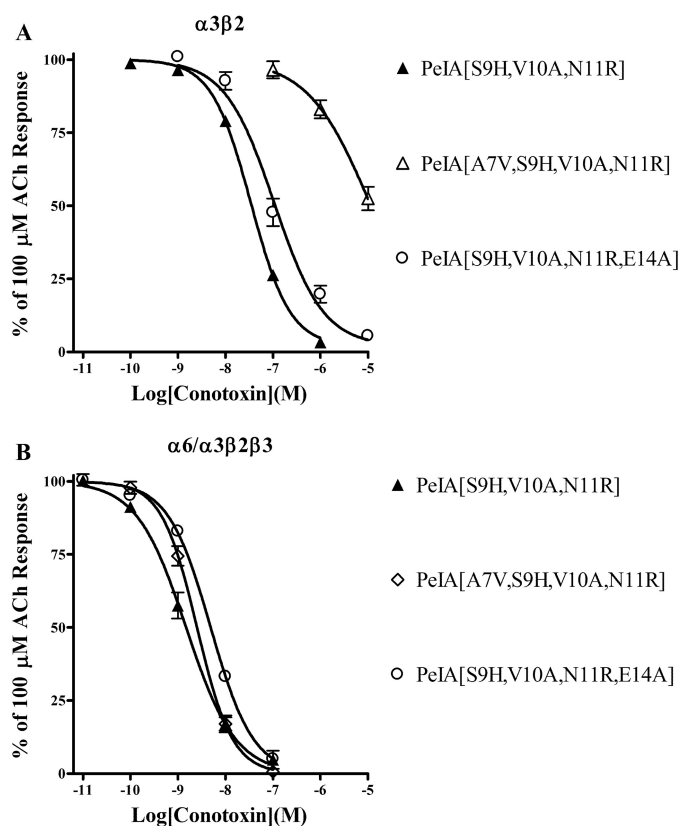 A
α3β2
% of 100 μM ACh Response
100
75
50
25
0
-11 -10 -9 -8 -7 -6 -5
Log[Conotoxin](M)
PeIA[S9H,V10A,N11R]
PeIA[A7V,S9H,V10A,N11R]
PeIA[S9H,V10A,N11R,E14A]
B
α6/α3β2β3
% of 100 μM ACh Response
100
75
50
25
0
-11 -10 -9 -8 -7 -6 -5
Log[Conotoxin](M)
PeIA[S9H,V10A,N11R]
PeIA[A7V,S9H,V10A,N11R]
PeIA[S9H,V10A,N11R,E14A]